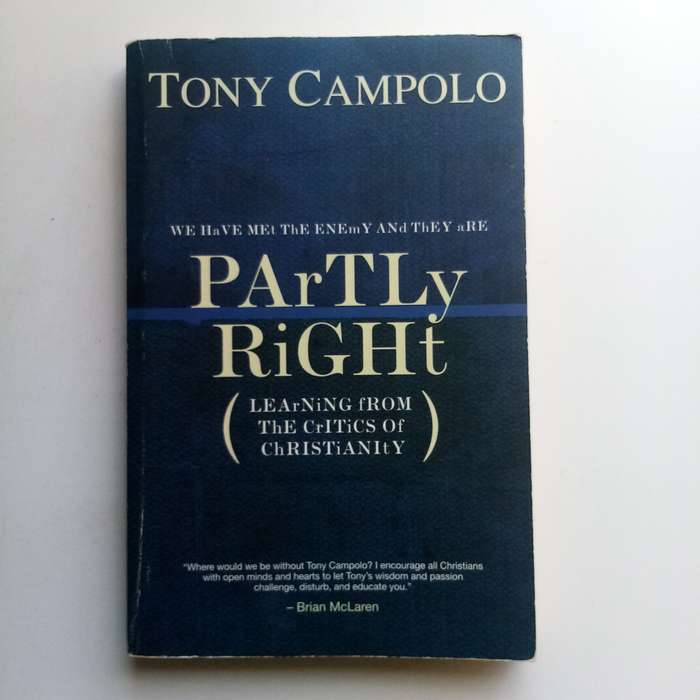 TONY CAMPOLO
WE HaVE MEt ThE ENEmY ANd ThEY aRE
PArTLy
RiGHt
( LEArNiNG fROM
ThE CrITiCS Of
ChRISTiANItY )
“Where would we be without Tony Campolo? I encourage all Christians
with open minds and hearts to let Tony’s wisdom and passion
challenge, disturb, and educate you.”
– Brian McLaren